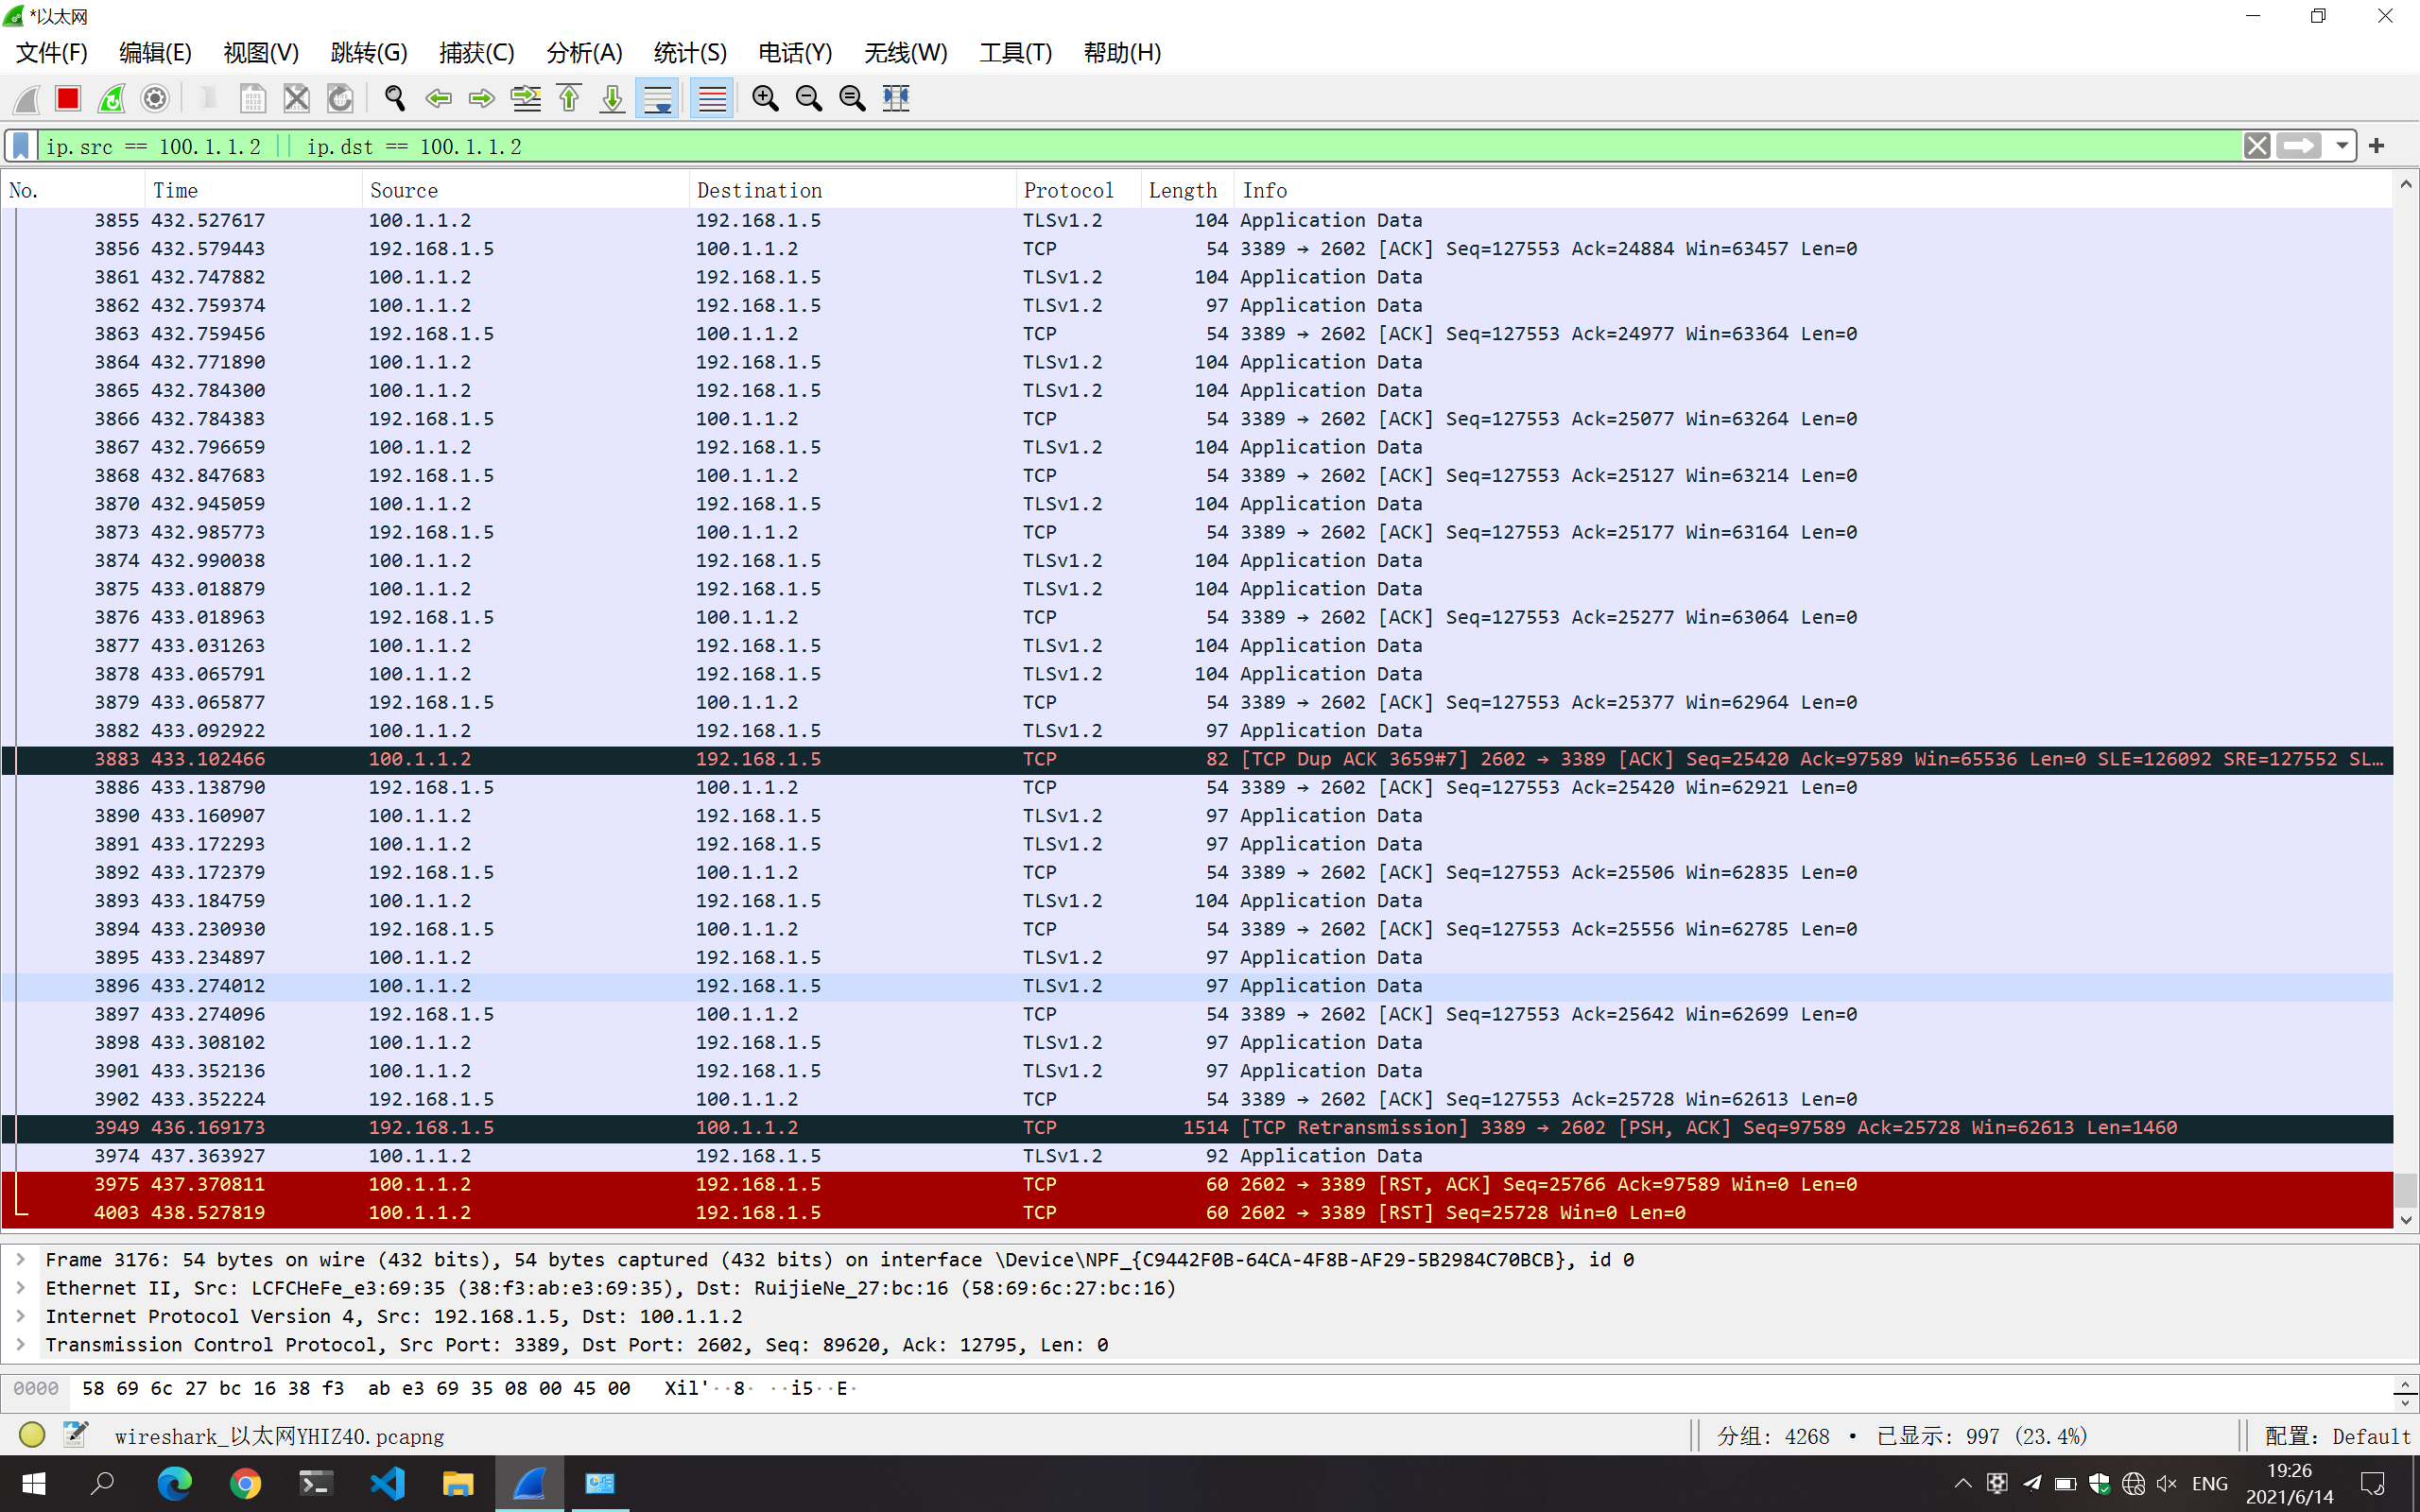 *以太网
文件(F) 编辑(E) 视图(V) 跳转(G) 捕获(C) 分析(A) 统计(S) 电话(Y) 无线(W) 工具(T) 帮助(H)
ip.src == 100.1.1.2 || ip.dst == 100.1.1.2
No. Time Source Destination Protocol Length Info
3855 432.527617 100.1.1.2 192.168.1.5 TLSv1.2 104 Application Data
3856 432.579443 192.168.1.5 100.1.1.2 TCP 54 3389 → 2602 [ACK] Seq=127553 Ack=24884 Win=63457 Len=0
3861 432.747882 100.1.1.2 192.168.1.5 TLSv1.2 104 Application Data
3862 432.759374 100.1.1.2 192.168.1.5 TLSv1.2 97 Application Data
3863 432.759456 192.168.1.5 100.1.1.2 TCP 54 3389 → 2602 [ACK] Seq=127553 Ack=24977 Win=63364 Len=0
3864 432.771890 100.1.1.2 192.168.1.5 TLSv1.2 104 Application Data
3865 432.784300 100.1.1.2 192.168.1.5 TLSv1.2 104 Application Data
3866 432.784383 192.168.1.5 100.1.1.2 TCP 54 3389 → 2602 [ACK] Seq=127553 Ack=25077 Win=63264 Len=0
3867 432.796659 100.1.1.2 192.168.1.5 TLSv1.2 104 Application Data
3868 432.847683 192.168.1.5 100.1.1.2 TCP 54 3389 → 2602 [ACK] Seq=127553 Ack=25127 Win=63214 Len=0
3870 432.945059 100.1.1.2 192.168.1.5 TLSv1.2 104 Application Data
3873 432.985773 192.168.1.5 100.1.1.2 TCP 54 3389 → 2602 [ACK] Seq=127553 Ack=25177 Win=63164 Len=0
3874 432.990038 100.1.1.2 192.168.1.5 TLSv1.2 104 Application Data
3875 433.018879 100.1.1.2 192.168.1.5 TLSv1.2 104 Application Data
3876 433.018963 192.168.1.5 100.1.1.2 TCP 54 3389 → 2602 [ACK] Seq=127553 Ack=25277 Win=63064 Len=0
3877 433.031263 100.1.1.2 192.168.1.5 TLSv1.2 104 Application Data
3878 433.065791 100.1.1.2 192.168.1.5 TLSv1.2 104 Application Data
3879 433.065877 192.168.1.5 100.1.1.2 TCP 54 3389 → 2602 [ACK] Seq=127553 Ack=25377 Win=62964 Len=0
3882 433.092922 100.1.1.2 192.168.1.5 TLSv1.2 97 Application Data
3883 433.102466 100.1.1.2 192.168.1.5 TCP 82 [TCP Dup ACK 3659#7] 2602 → 3389 [ACK] Seq=25420 Ack=97589 Win=65536 Len=0 SLE=126092 SRE=127552 SL…
3886 433.138790 192.168.1.5 100.1.1.2 TCP 54 3389 → 2602 [ACK] Seq=127553 Ack=25420 Win=62921 Len=0
3890 433.160907 100.1.1.2 192.168.1.5 TLSv1.2 97 Application Data
3891 433.172293 100.1.1.2 192.168.1.5 TLSv1.2 97 Application Data
3892 433.172379 192.168.1.5 100.1.1.2 TCP 54 3389 → 2602 [ACK] Seq=127553 Ack=25506 Win=62835 Len=0
3893 433.184759 100.1.1.2 192.168.1.5 TLSv1.2 104 Application Data
3894 433.230930 192.168.1.5 100.1.1.2 TCP 54 3389 → 2602 [ACK] Seq=127553 Ack=25556 Win=62785 Len=0
3895 433.234897 100.1.1.2 192.168.1.5 TLSv1.2 97 Application Data
3896 433.274012 100.1.1.2 192.168.1.5 TLSv1.2 97 Application Data
3897 433.274096 192.168.1.5 100.1.1.2 TCP 54 3389 → 2602 [ACK] Seq=127553 Ack=25642 Win=62699 Len=0
3898 433.308102 100.1.1.2 192.168.1.5 TLSv1.2 97 Application Data
3901 433.352136 100.1.1.2 192.168.1.5 TLSv1.2 97 Application Data
3902 433.352224 192.168.1.5 100.1.1.2 TCP 54 3389 → 2602 [ACK] Seq=127553 Ack=25728 Win=62613 Len=0
3949 436.169173 192.168.1.5 100.1.1.2 TCP 1514 [TCP Retransmission] 3389 → 2602 [PSH, ACK] Seq=97589 Ack=25728 Win=62613 Len=1460
3974 437.363927 100.1.1.2 192.168.1.5 TLSv1.2 92 Application Data
3975 437.370811 100.1.1.2 192.168.1.5 TCP 60 2602 → 3389 [RST, ACK] Seq=25766 Ack=97589 Win=0 Len=0
4003 438.527819 100.1.1.2 192.168.1.5 TCP 60 2602 → 3389 [RST] Seq=25728 Win=0 Len=0
Frame 3176: 54 bytes on wire (432 bits), 54 bytes captured (432 bits) on interface \Device\NPF_{C9442F0B-64CA-4F8B-AF29-5B2984C70BCB}, id 0
Ethernet II, Src: LCFCHeFe_e3:69:35 (38:f3:ab:e3:69:35), Dst: RuijieNe_27:bc:16 (58:69:6c:27:bc:16)
Internet Protocol Version 4, Src: 192.168.1.5, Dst: 100.1.1.2
Transmission Control Protocol, Src Port: 3389, Dst Port: 2602, Seq: 89620, Ack: 12795, Len: 0
0000 58 69 6c 27 bc 16 38 f3 ab e3 69 35 08 00 45 00 Xil'··8· ··i5··E·
wireshark_以太网YHIZ40.pcapng 分组: 4268 · 已显示: 997 (23.4%) 配置: Default
ENG 19:26
2021/6/14